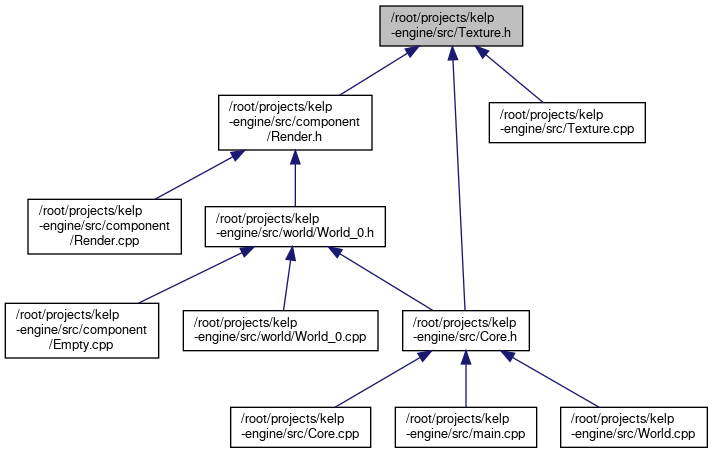 /root/projects/kelp
-engine/src/Texture.h
/root/projects/kelp
-engine/src/component
/Render.h
/root/projects/kelp
-engine/src/Texture.cpp
/root/projects/kelp
-engine/src/component
/Render.cpp
/root/projects/kelp
-engine/src/world/World_0.h
/root/projects/kelp
-engine/src/component
/Empty.cpp
/root/projects/kelp
-engine/src/world/World_0.cpp
/root/projects/kelp
-engine/src/Core.h
/root/projects/kelp
-engine/src/Core.cpp
/root/projects/kelp
-engine/src/main.cpp
/root/projects/kelp
-engine/src/World.cpp